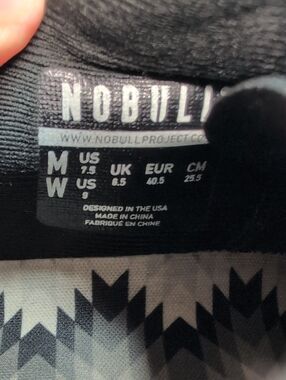 NOBULL
WWW.NOBULLPROJECT.CO
M US 7.5 UK 6.5 EUR 40.5 CM 25.5
W US 9
DESIGNED IN THE USA
MADE IN CHINA
FABRIQUÉ EN CHINE